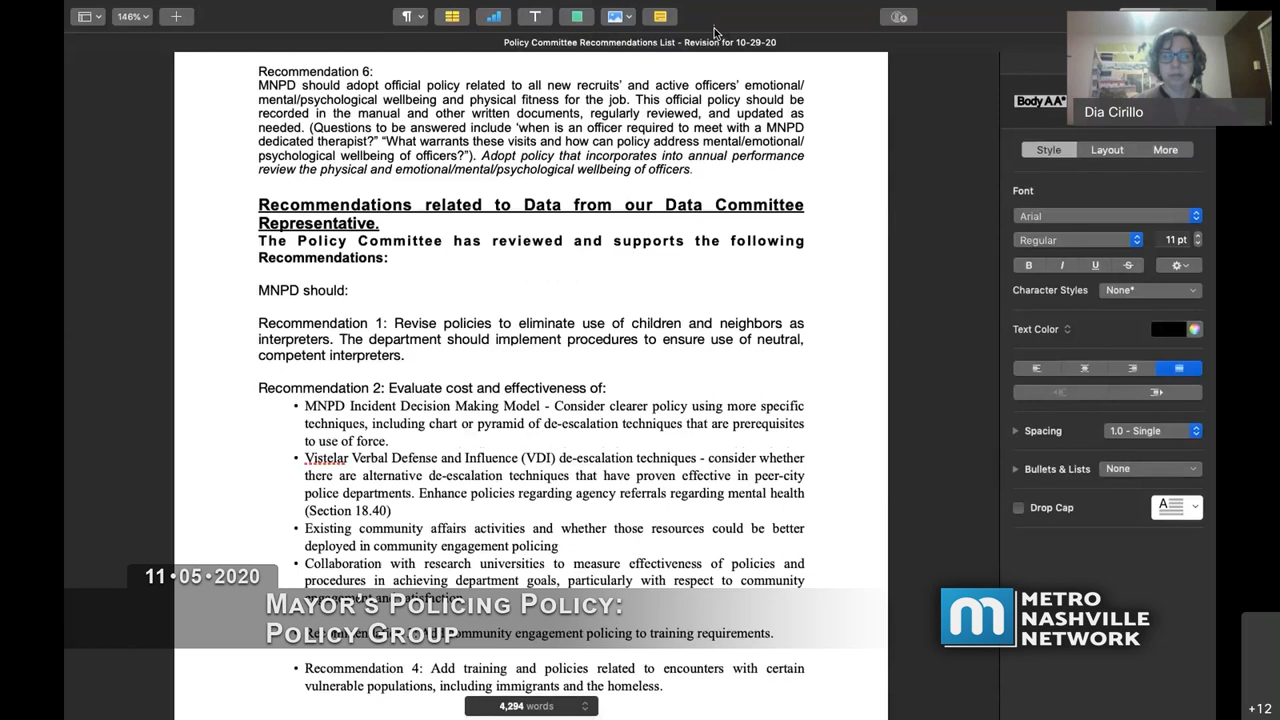 146%
Policy Committee Recommendations List - Revision for 10-29-20
Dia Cirillo
Recommendation 6:
MNPD should adopt official policy related to all new recruits' and active officers' emotional/
mental/psychological wellbeing and physical fitness for the job. This official policy should be
recorded in the manual and other written documents, regularly reviewed, and updated as
needed. (Questions to be answered include 'when is an officer required to meet with a MNPD
dedicated therapist?" "What warrants these visits and how can policy address mental/emotional/
psychological wellbeing of officers?"). Adopt policy that incorporates into annual performance
review the physical and emotional/mental/psychological wellbeing of officers.
Recommendations related to Data from our Data Committee
Representative.
The Policy Committee has reviewed and supports the following
Recommendations:
MNPD should:
Recommendation 1: Revise policies to eliminate use of children and neighbors as
interpreters. The department should implement procedures to ensure use of neutral,
competent interpreters.
Recommendation 2: Evaluate cost and effectiveness of:
• MNPD Incident Decision Making Model - Consider clearer policy using more specific
techniques, including chart or pyramid of de-escalation techniques that are prerequisites
to use of force.
• Vistelar Verbal Defense and Influence (VDI) de-escalation techniques - consider whether
there are alternative de-escalation techniques that have proven effective in peer-city
police departments. Enhance policies regarding agency referrals regarding mental health
(Section 18.40)
• Existing community affairs activities and whether those resources could be better
deployed in community engagement policing
• Collaboration with research universities to measure effectiveness of policies and
procedures in achieving department goals, particularly with respect to community
engagement and satisfaction
community engagement policing to training requirements.
• Recommendation 4: Add training and policies related to encounters with certain
vulnerable populations, including immigrants and the homeless.
4,294 words
Body A A*
Style Layout More
Font
Arial
Regular 11 pt
B I U S
Character Styles None*
Text Color
Spacing 1.0 - Single
Bullets & Lists None
Drop Cap A
11•05•2020
MAYOR'S POLICING POLICY:
POLICY GROUP
METRO
NASHVILLE
NETWORK
+12